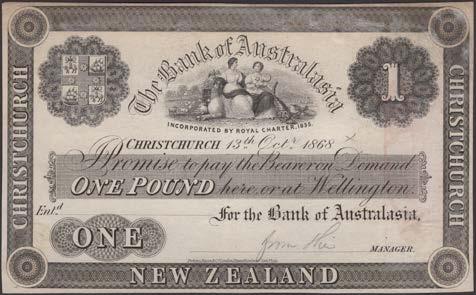 The Bank of Australasia
1
INCORPORATED BY ROYAL CHARTER, 1835.
CHRISTCHURCH 13th Octr 1868
I Promise to pay the Bearer on Demand
ONE POUND here, or at Wellington.
Entd
For the Bank of Australasia,
ONE
MANAGER.
NEW ZEALAND
CHRISTCHURCH
CHRISTCHURCH